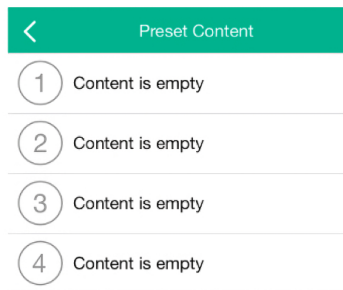 Preset Content
1 Content is empty
2 Content is empty
3 Content is empty
4 Content is empty